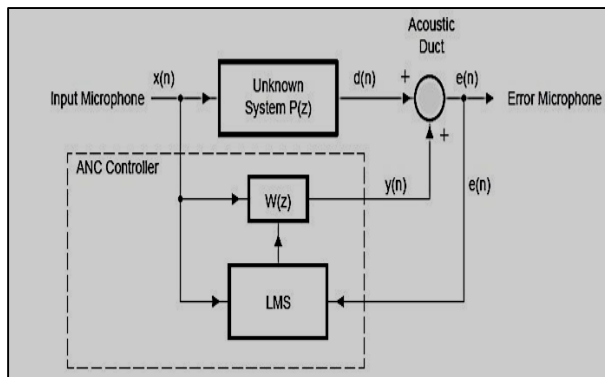 Acoustic
Duct
x(n)
Unknown
System P(z)
d(n)
+
e(n)
Input Microphone
Error Microphone
+
ANC Controller
W(z)
y(n)
e(n)
LMS